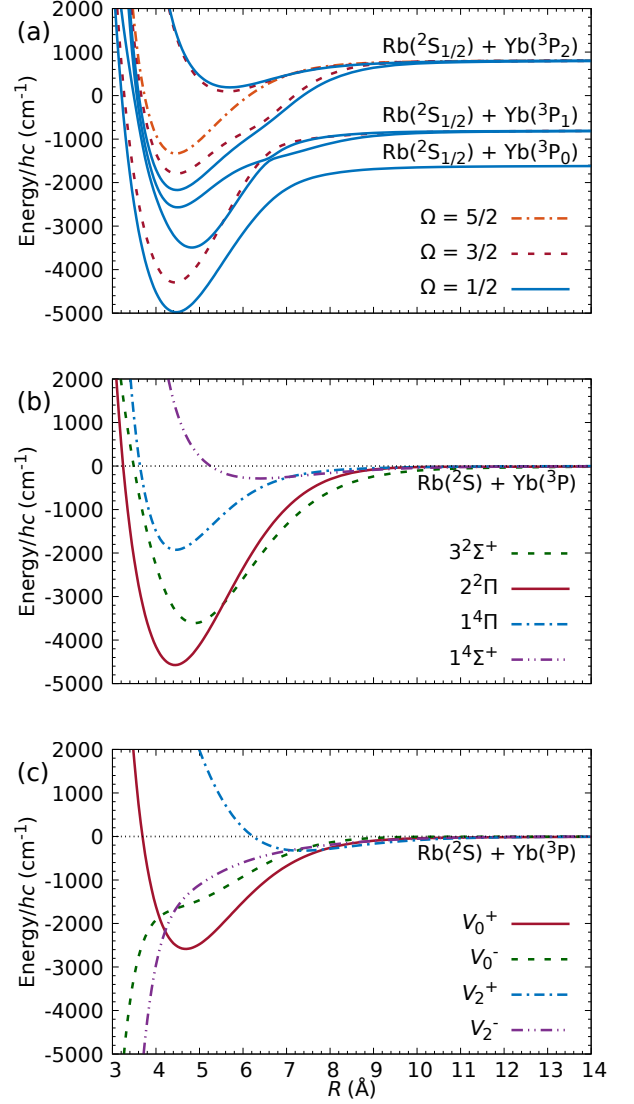 (a)
Energy/hc (cm⁻¹)
2000
1000
0
-1000
-2000
-3000
-4000
-5000
Rb(²S₁/₂) + Yb(³P₂)
Rb(²S₁/₂) + Yb(³P₁)
Rb(²S₁/₂) + Yb(³P₀)
Ω = 5/2
Ω = 3/2
Ω = 1/2
(b)
Energy/hc (cm⁻¹)
2000
1000
0
-1000
-2000
-3000
-4000
-5000
Rb(²S) + Yb(³P)
3²Σ⁺
2²Π
1⁴Π
1⁴Σ⁺
(c)
Energy/hc (cm⁻¹)
2000
1000
0
-1000
-2000
-3000
-4000
-5000
Rb(²S) + Yb(³P)
V₀⁺
V₀⁻
V₂⁺
V₂⁻
3 4 5 6 7 8 9 10 11 12 13 14
R (Å)